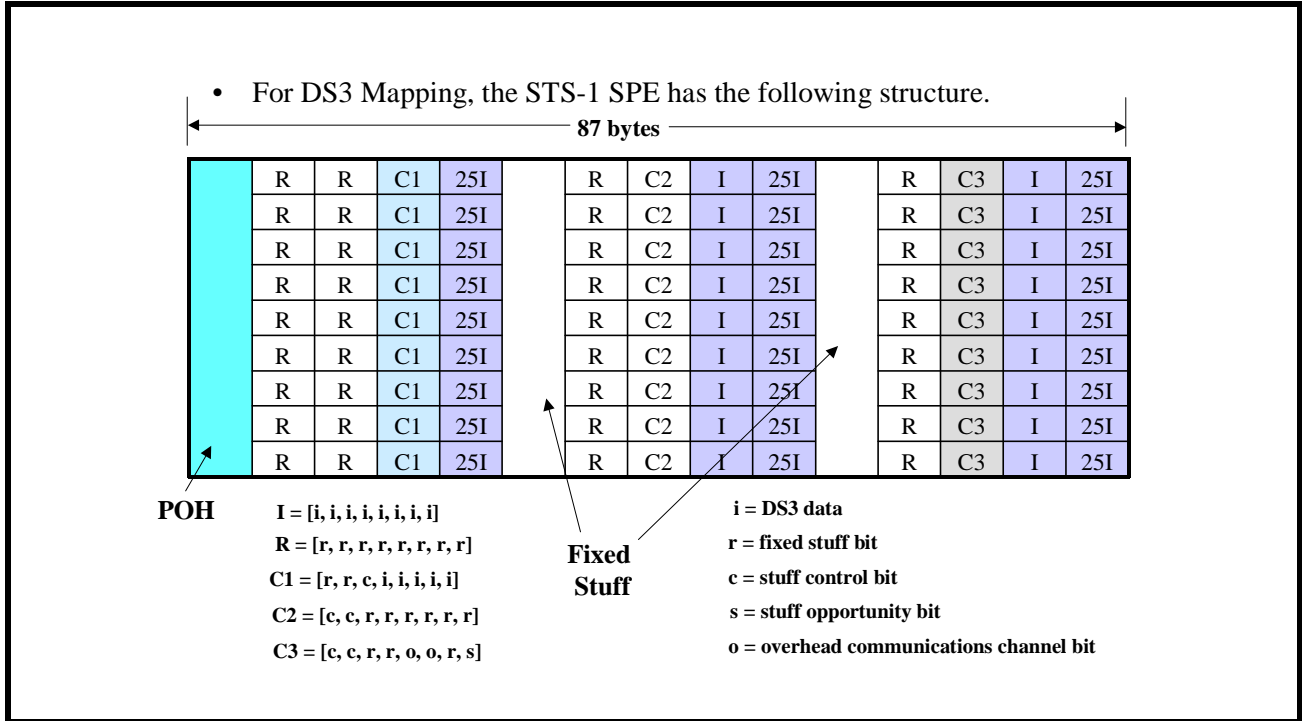 • For DS3 Mapping, the STS-1 SPE has the following structure.
87 bytes
R R C1 25I R C2 I 25I R C3 I 25I
R R C1 25I R C2 I 25I R C3 I 25I
R R C1 25I R C2 I 25I R C3 I 25I
R R C1 25I R C2 I 25I R C3 I 25I
R R C1 25I R C2 I 25I R C3 I 25I
R R C1 25I R C2 I 25I R C3 I 25I
R R C1 25I R C2 I 25I R C3 I 25I
R R C1 25I R C2 I 25I R C3 I 25I
R R C1 25I R C2 I 25I R C3 I 25I
POH
I = [i, i, i, i, i, i, i, i]
R = [r, r, r, r, r, r, r, r]
C1 = [r, r, c, i, i, i, i, i]
C2 = [c, c, r, r, r, r, r, r]
C3 = [c, c, r, r, o, o, r, s]
Fixed
Stuff
i = DS3 data
r = fixed stuff bit
c = stuff control bit
s = stuff opportunity bit
o = overhead communications channel bit